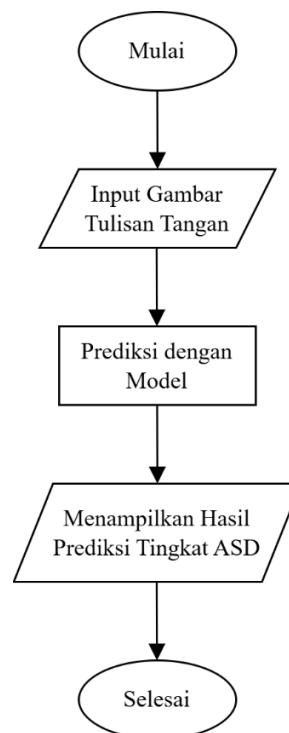 Mulai
Input Gambar
Tulisan Tangan
Prediksi dengan
Model
Menampilkan Hasil
Prediksi Tingkat ASD
Selesai